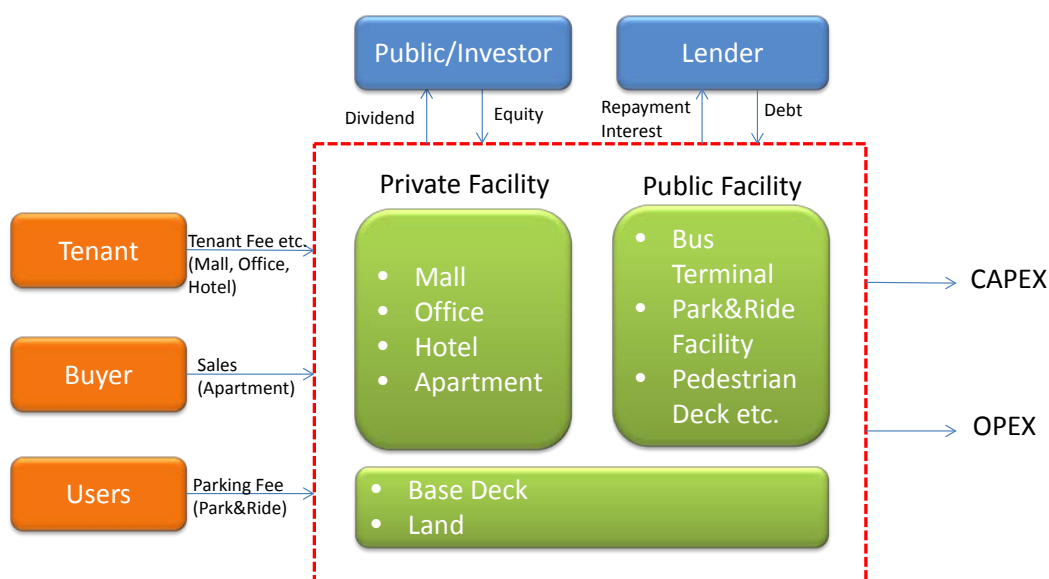 Public/Investor
Lender
Dividend
Equity
Repayment
Interest
Debt
Private Facility
Public Facility
Tenant
Tenant Fee etc.
(Mall, Office,
Hotel)
• Mall
• Office
• Hotel
• Apartment
• Bus
Terminal
• Park&Ride
Facility
• Pedestrian
Deck etc.
CAPEX
Buyer
Sales
(Apartment)
OPEX
Users
Parking Fee
(Park&Ride)
• Base Deck
• Land